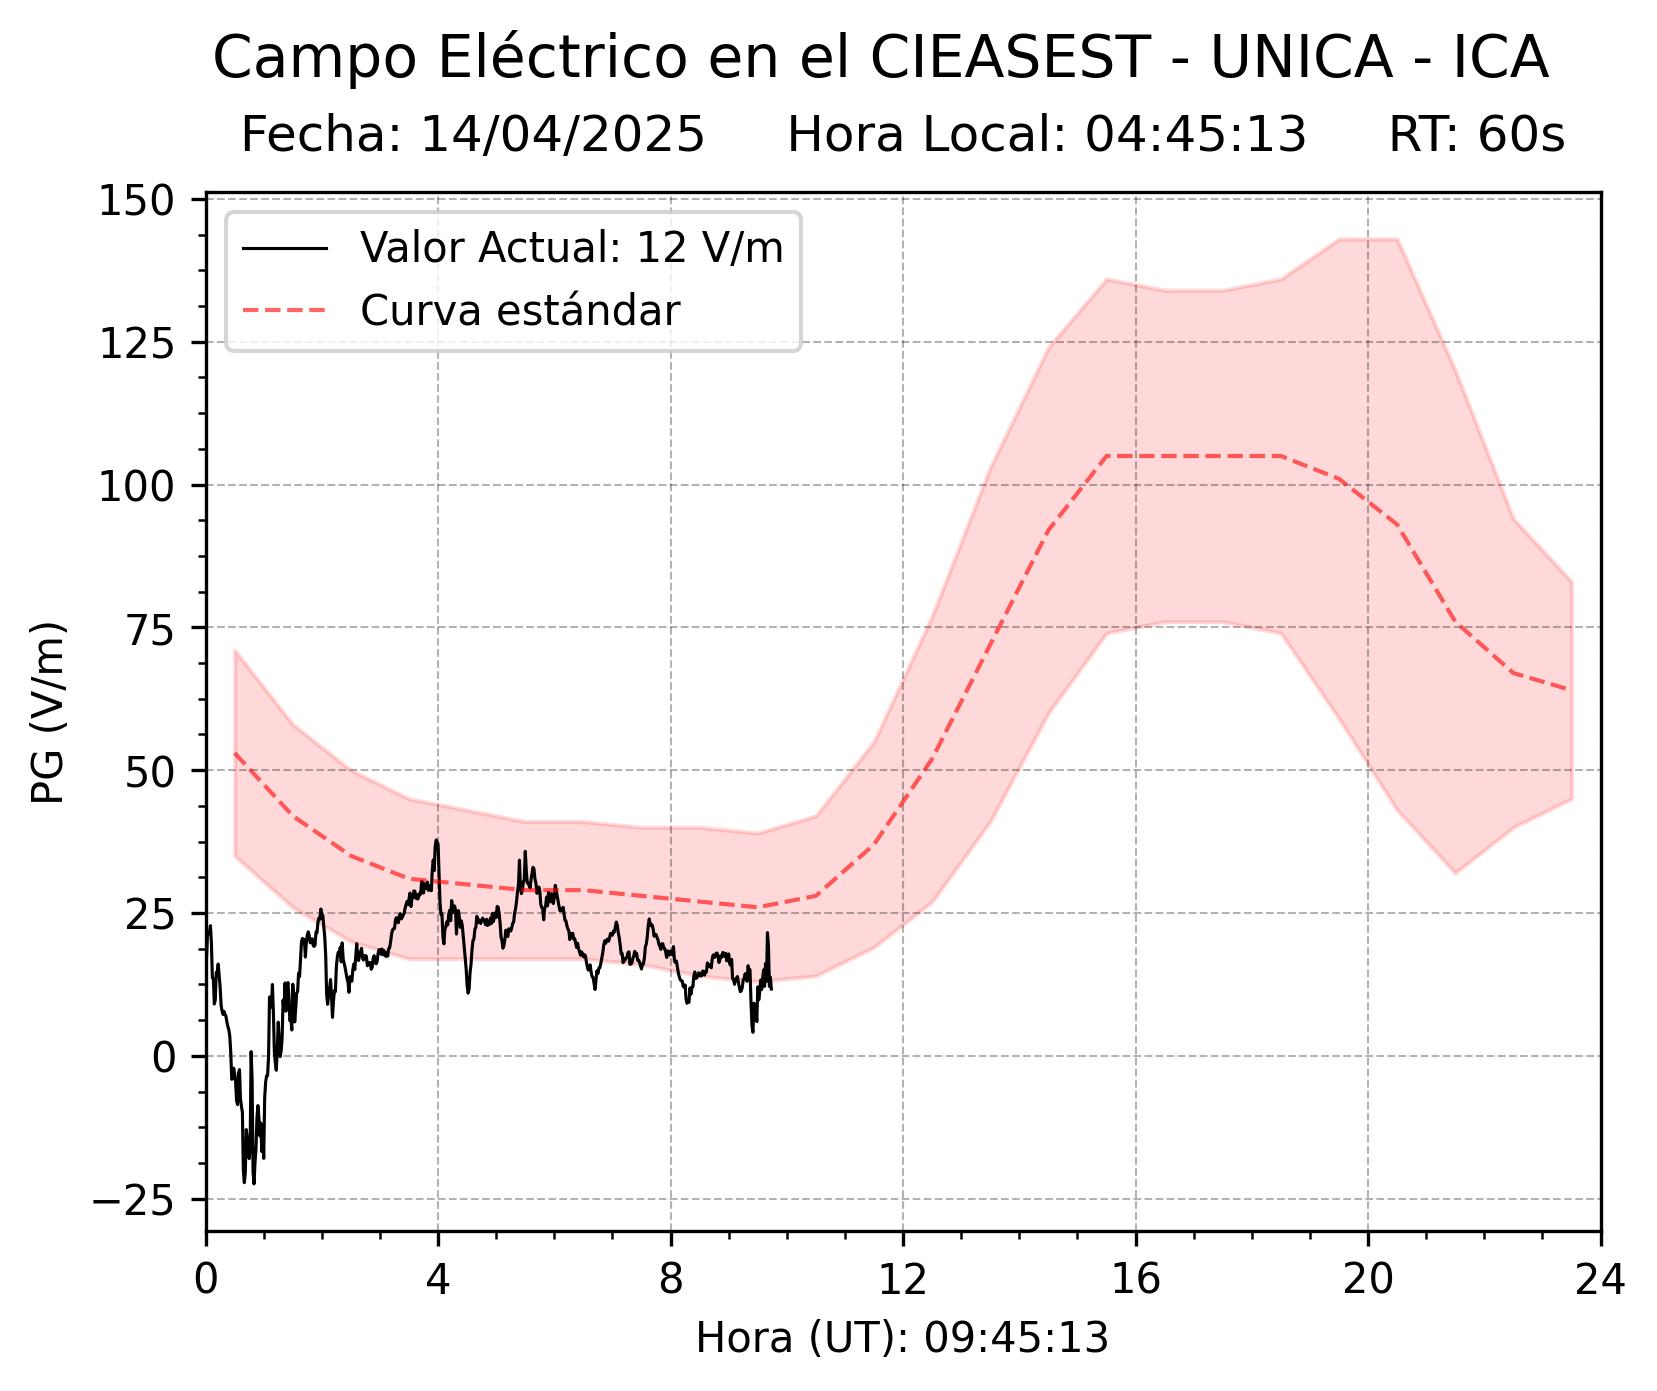 Campo Eléctrico en el CIEASEST - UNICA - ICA
Fecha: 14/04/2025 Hora Local: 04:45:13 RT: 60s
Valor Actual: 12 V/m
Curva estándar
PG (V/m)
150
125
100
75
50
25
0
−25
0 4 8 12 16 20 24
Hora (UT): 09:45:13